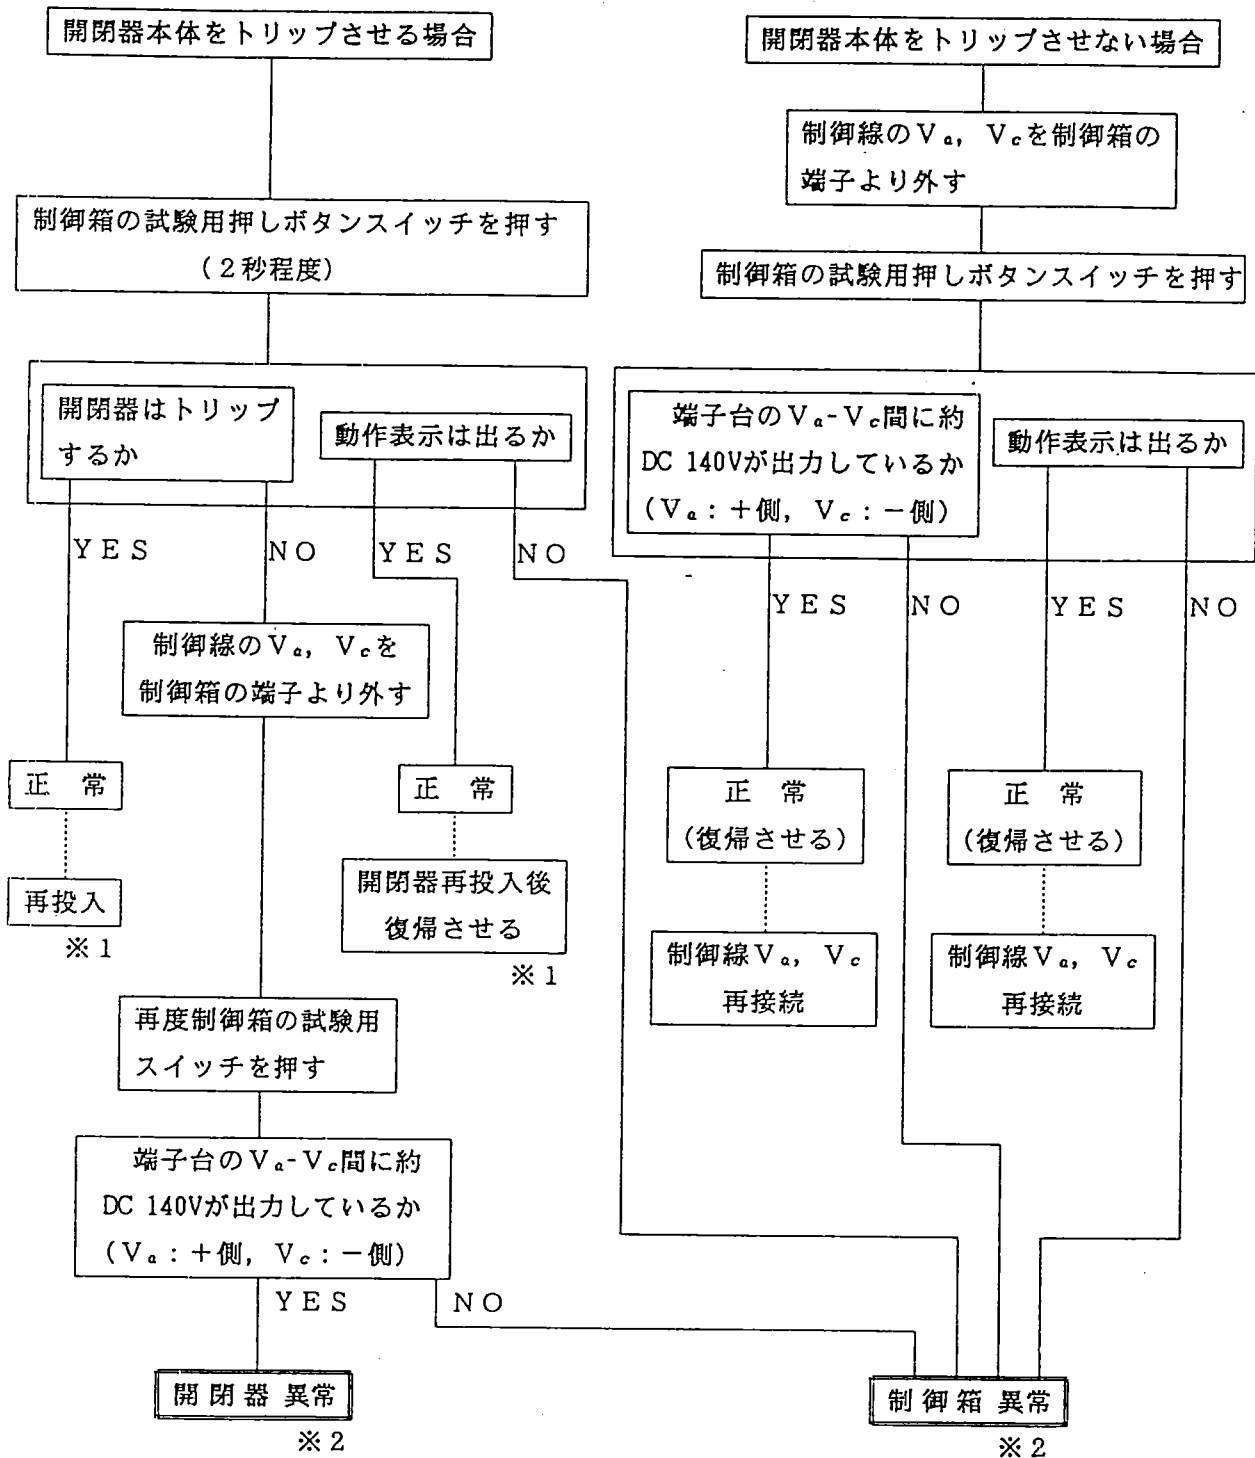 開閉器本体をトリップさせる場合
制御箱の試験用押しボタンスイッチを押す
(2秒程度)
開閉器はトリップ
するか
動作表示は出るか
YES
NO
YES
NO
制御線のVa, Vcを
制御箱の端子より外す
正 常
再投入
※1
正 常
開閉器再投入後
復帰させる
※1
再度制御箱の試験用
スイッチを押す
端子台のVa-Vc間に約
DC 140Vが出力しているか
(Va:+側, Vc:-側)
YES
NO
開閉器 異常
※2
開閉器本体をトリップさせない場合
制御線のVa, Vcを制御箱の
端子より外す
制御箱の試験用押しボタンスイッチを押す
端子台のVa-Vc間に約
DC 140Vが出力しているか
(Va:+側, Vc:-側)
動作表示は出るか
YES
NO
YES
NO
正 常
(復帰させる)
制御線Va, Vc
再接続
正 常
(復帰させる)
制御線Va, Vc
再接続
制御箱 異常
※2